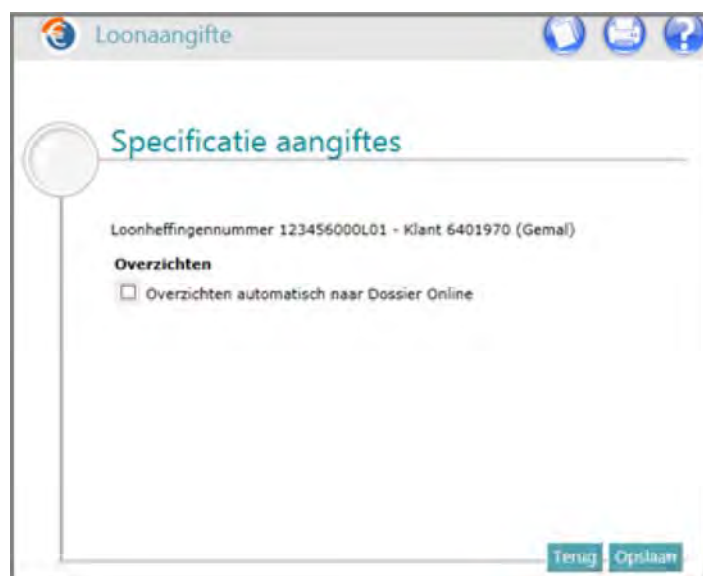 Loonaangifte
Specificatie aangiftes
Loonheffingennummer 123456000L01 - Klant 6401970 (Gemal)
Overzichten
Overzichten automatisch naar Dossier Online
Terug Opslaan